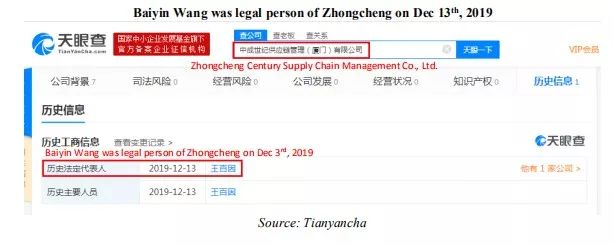 Baiyin Wang was legal person of Zhongcheng on Dec 13th, 2019
天眼查
TianYanCha.com
国家中小企业发展基金旗下
官方备案企业征信机构
查公司 查老板 查关系
中成世纪供应链管理（厦门）有限公司
天眼一下
VIP会员
Zhongcheng Century Supply Chain Management Co., Ltd.
公司背景 7 司法风险 0 经营风险 0 公司发展 0 经营状况 0 知识产权 0 历史信息 1
历史信息
历史工商信息 查看变更记录 >
天眼查
Baiyin Wang was legal person of Zhongcheng on Dec 3rd, 2019
历史法定代表人 2019-12-13 王百因 他有 1 家公司 >
历史主要人员 2019-12-13 王百因
Source: Tianyancha